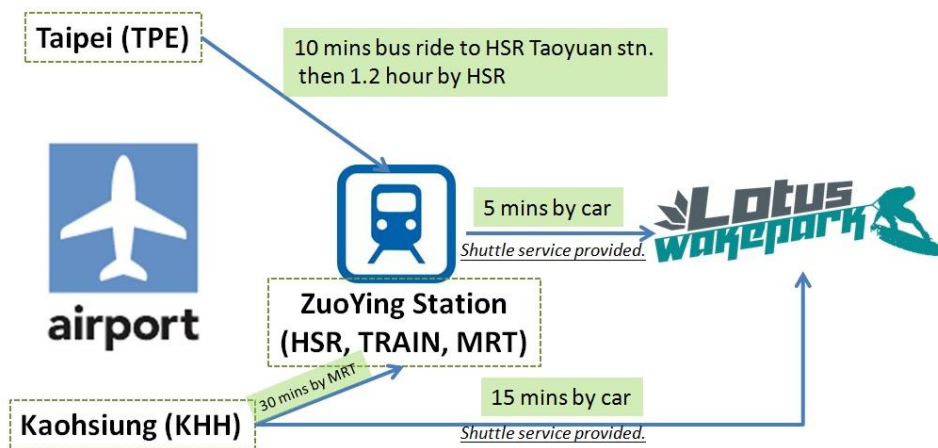 Taipei (TPE)
10 mins bus ride to HSR Taoyuan stn.
then 1.2 hour by HSR
airport
5 mins by car
Shuttle service provided.
Lotus
wakepark
ZuoYing Station
(HSR, TRAIN, MRT)
30 mins by MRT
Kaohsiung (KHH)
15 mins by car
Shuttle service provided.